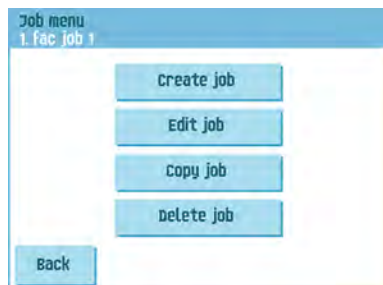 Job menu
1. fac job 1
Create job
Edit job
Copy job
Delete job
Back